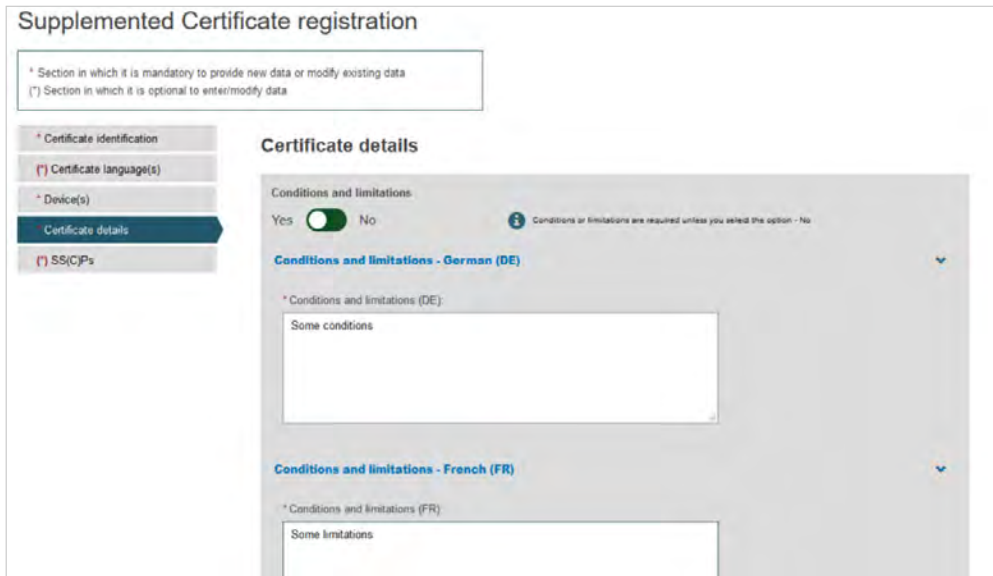 Supplemented Certificate registration
* Section in which it is mandatory to provide new data or modify existing data
(*) Section in which it is optional to enter/modify data
* Certificate identification
(*) Certificate language(s)
* Device(s)
Certificate details
(*) SS(C)Ps
Certificate details
Conditions and limitations
Yes No
Conditions or limitations are required unless you select the option - No
Conditions and limitations - German (DE)
* Conditions and limitations (DE):
Some conditions
Conditions and limitations - French (FR)
* Conditions and limitations (FR)
Some limitations